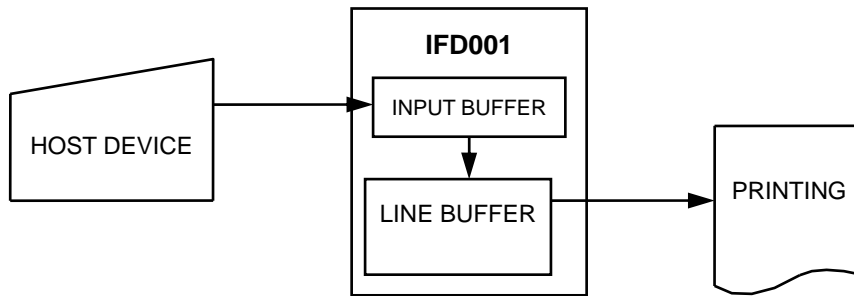 IFD001
INPUT BUFFER
HOST DEVICE
LINE BUFFER
PRINTING